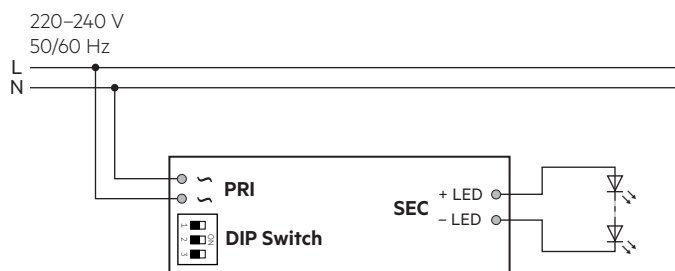 220–240 V
50/60 Hz
L
N
~ PRI
~
SEC
+ LED
– LED
1
2
3
ON
DIP Switch